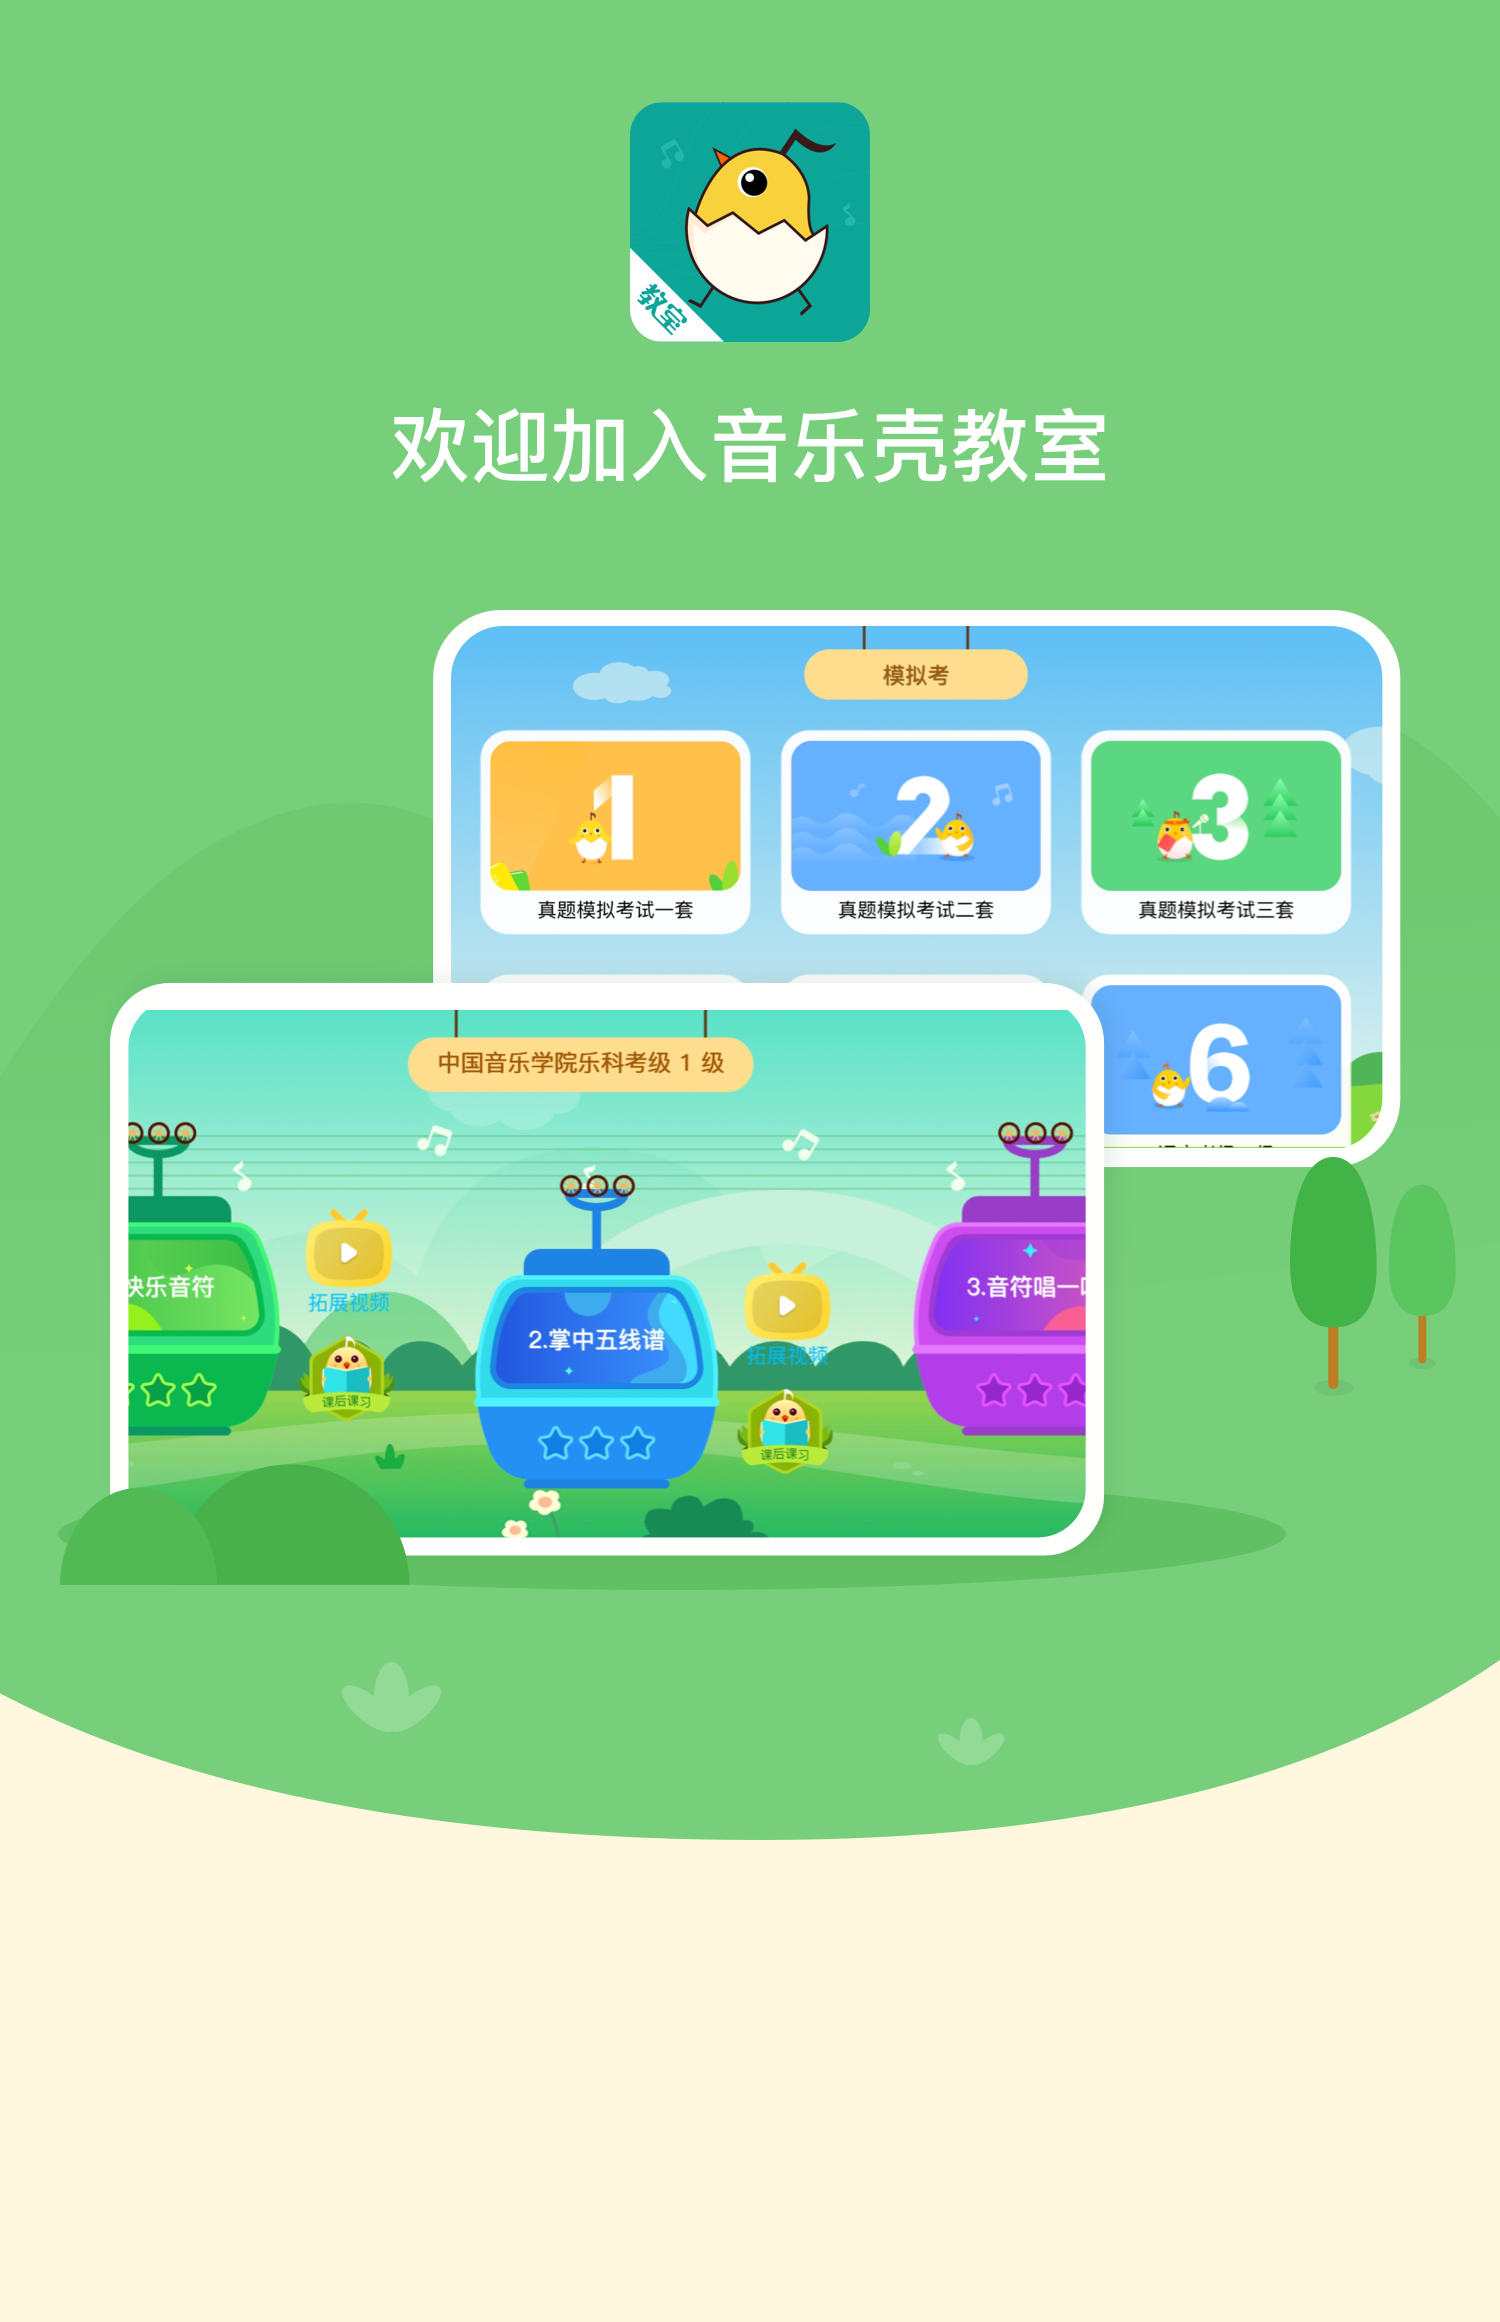 教室
欢迎加入音乐壳教室
模拟考
1
2
3
真题模拟考试一套
真题模拟考试二套
真题模拟考试三套
6
中国音乐学院乐科考级 1 级
快乐音符
拓展视频
课后课习
2.掌中五线谱
拓展视频
课后课习
3.音符唱一